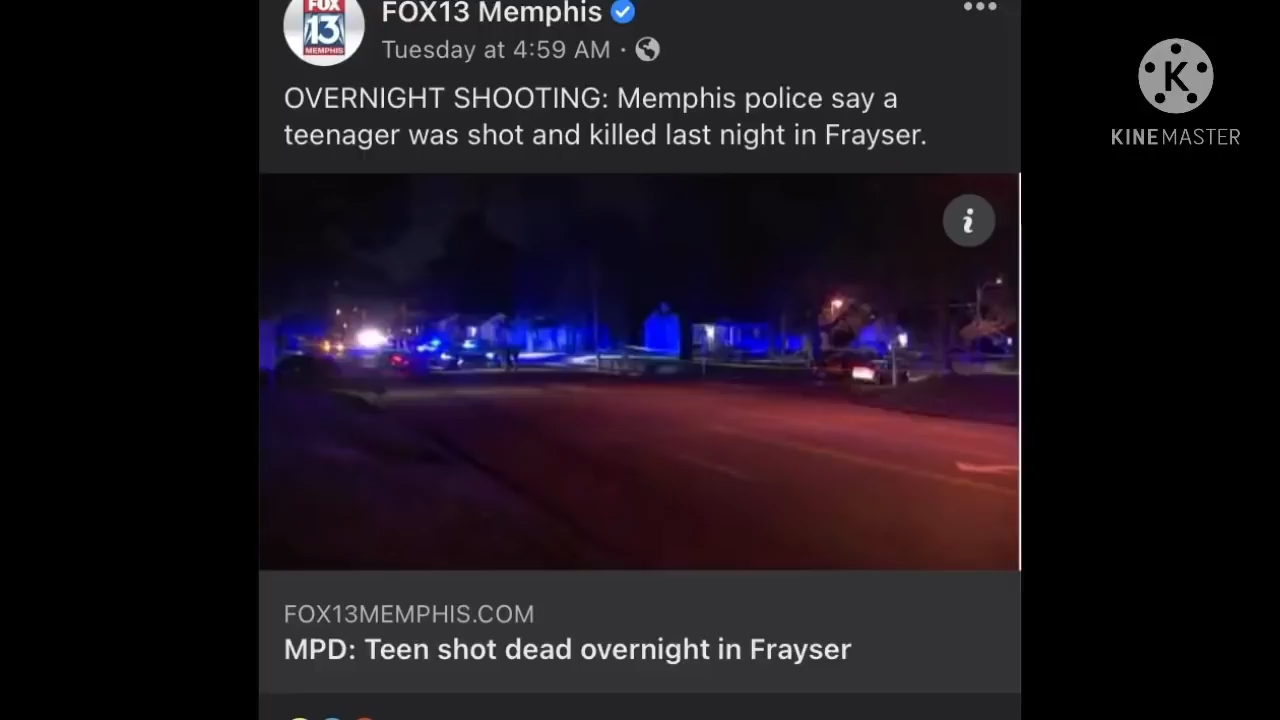 FOX
13
MEMPHIS
FOX13 Memphis
Tuesday at 4:59 AM ·
OVERNIGHT SHOOTING: Memphis police say a
teenager was shot and killed last night in Frayser.
i
K
KINEMASTER
FOX13MEMPHIS.COM
MPD: Teen shot dead overnight in Frayser